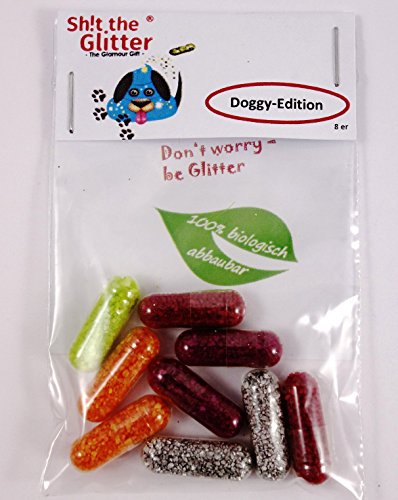 Sh!t the ®
Glitter
- The Glamour Gift -
Doggy-Edition
8 er
Don't worry -
be Glitter
100% biologisch
abbaubar